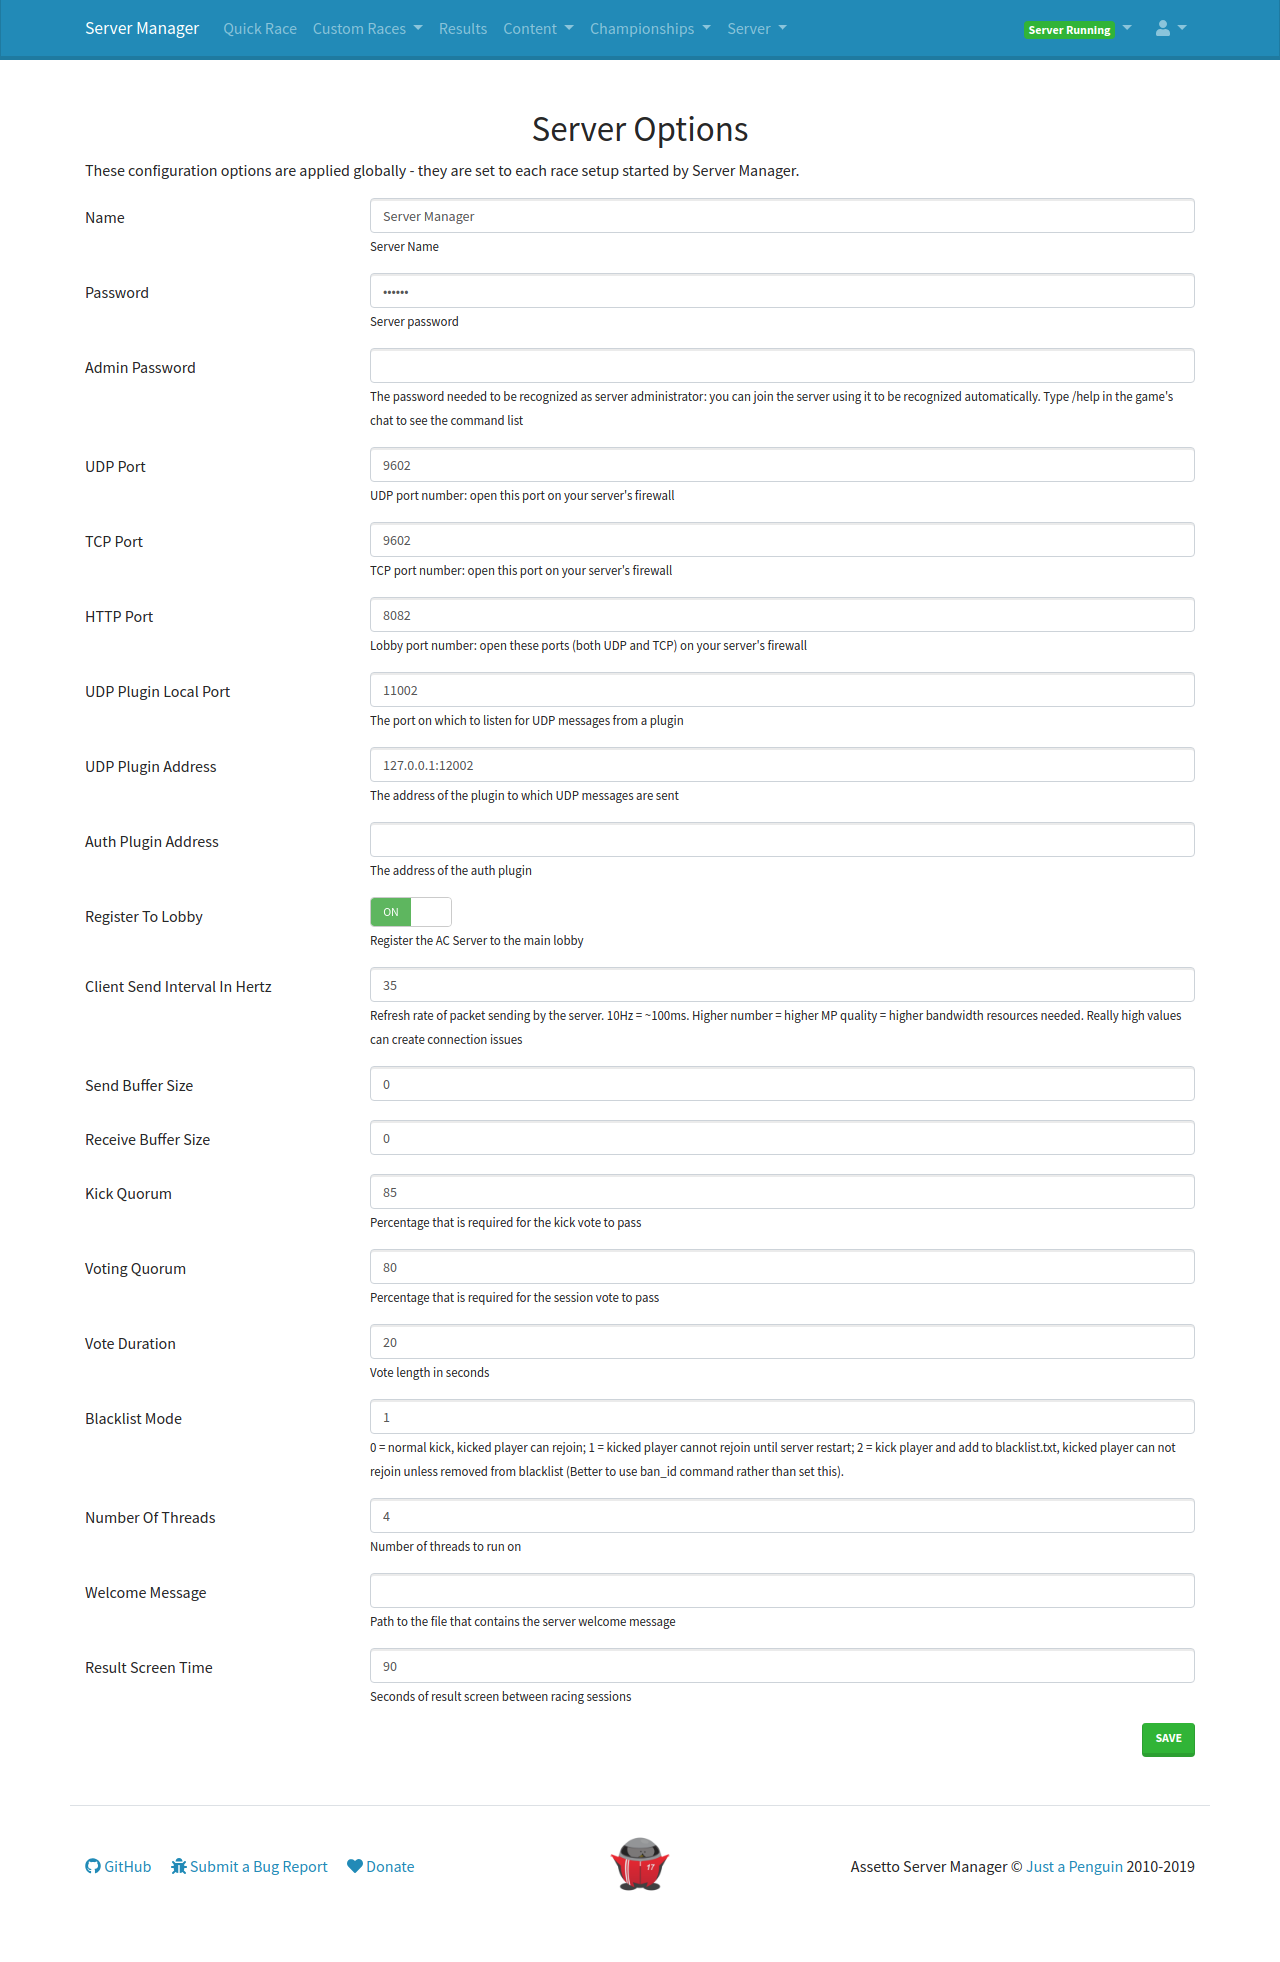 Server Manager Quick Race Custom Races Results Content Championships Server Server Running
Server Options
These configuration options are applied globally - they are set to each race setup started by Server Manager.
Name
Server Manager
Server Name
Password
••••••
Server password
Admin Password
The password needed to be recognized as server administrator: you can join the server using it to be recognized automatically. Type /help in the game's
chat to see the command list
UDP Port
9602
UDP port number: open this port on your server's firewall
TCP Port
9602
TCP port number: open this port on your server's firewall
HTTP Port
8082
Lobby port number: open these ports (both UDP and TCP) on your server's firewall
UDP Plugin Local Port
11002
The port on which to listen for UDP messages from a plugin
UDP Plugin Address
127.0.0.1:12002
The address of the plugin to which UDP messages are sent
Auth Plugin Address
The address of the auth plugin
Register To Lobby
ON
Register the AC Server to the main lobby
Client Send Interval In Hertz
35
Refresh rate of packet sending by the server. 10Hz = ~100ms. Higher number = higher MP quality = higher bandwidth resources needed. Really high values
can create connection issues
Send Buffer Size
0
Receive Buffer Size
0
Kick Quorum
85
Percentage that is required for the kick vote to pass
Voting Quorum
80
Percentage that is required for the session vote to pass
Vote Duration
20
Vote length in seconds
Blacklist Mode
1
0 = normal kick, kicked player can rejoin; 1 = kicked player cannot rejoin until server restart; 2 = kick player and add to blacklist.txt, kicked player can not
rejoin unless removed from blacklist (Better to use ban_id command rather than set this).
Number Of Threads
4
Number of threads to run on
Welcome Message
Path to the file that contains the server welcome message
Result Screen Time
90
Seconds of result screen between racing sessions
SAVE
GitHub Submit a Bug Report Donate
17
Assetto Server Manager © Just a Penguin 2010-2019